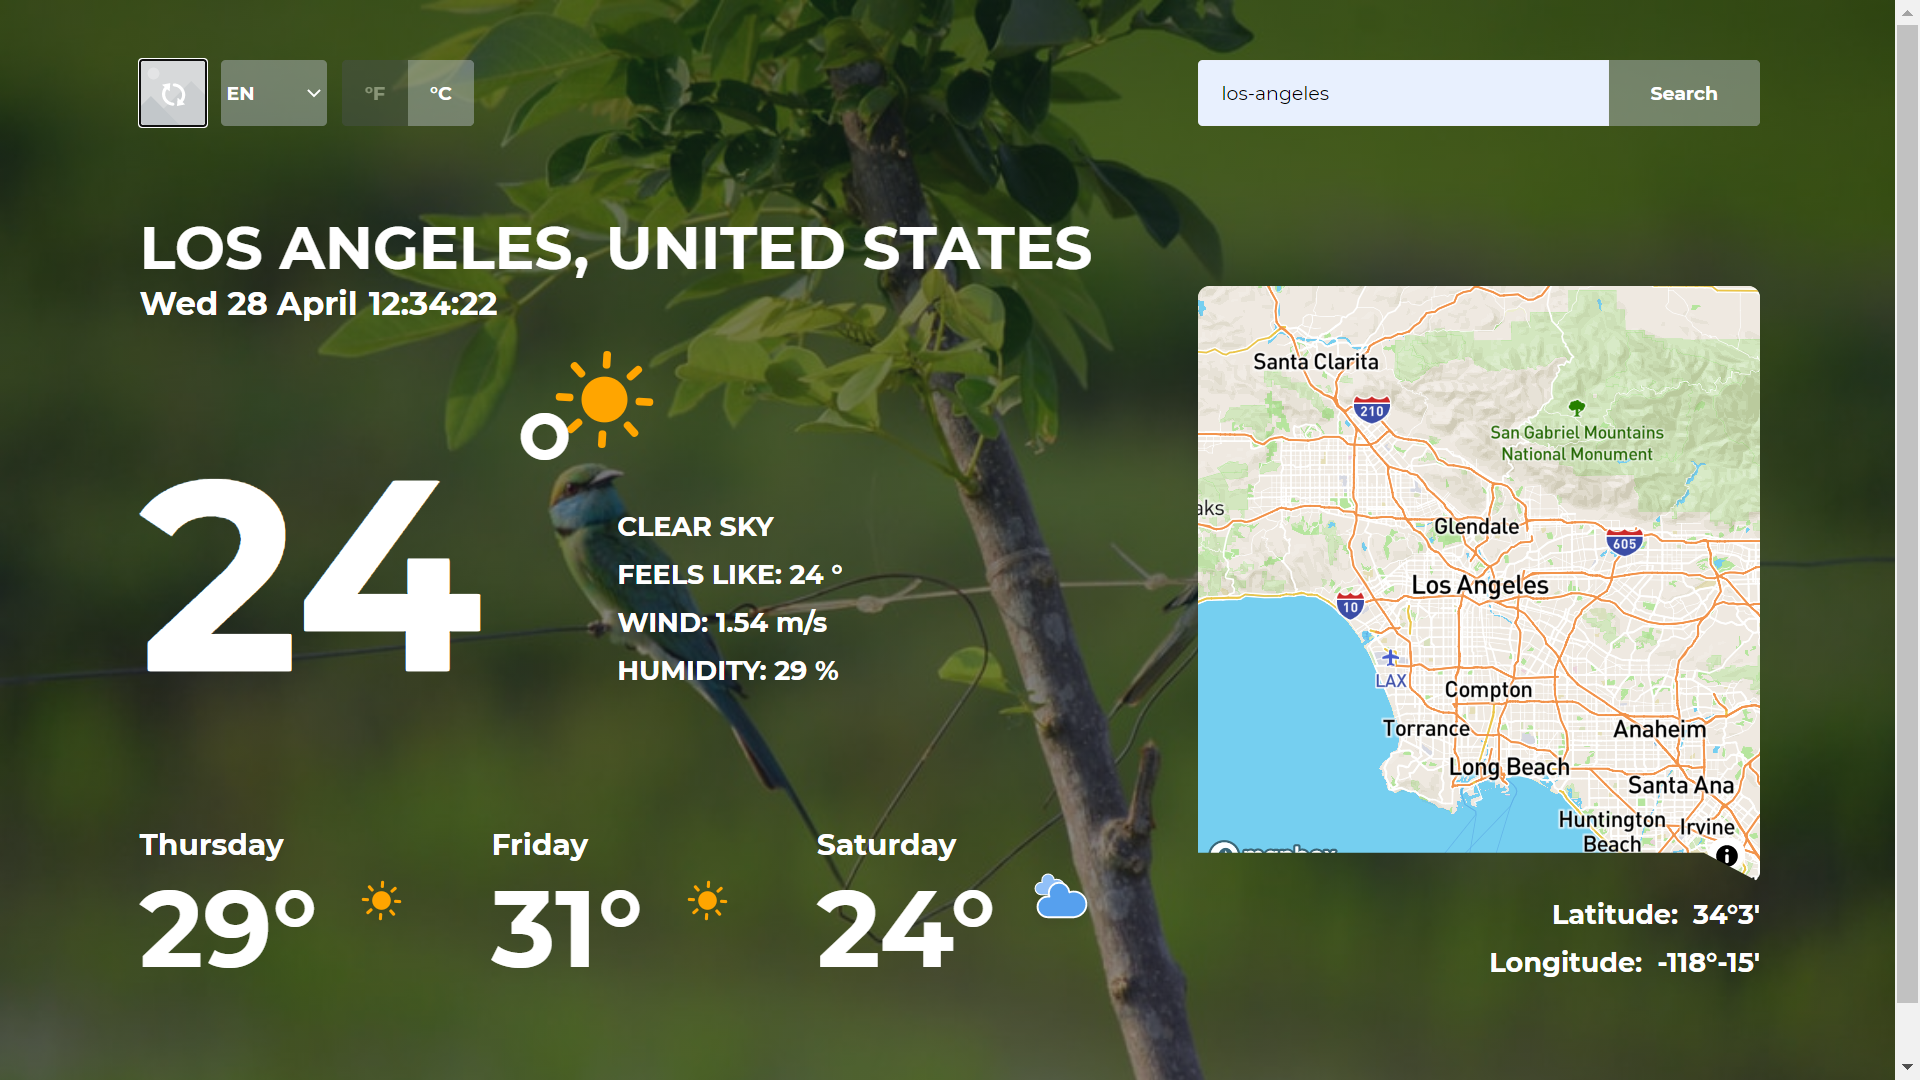 EN
°F
°C
los-angeles
Search
LOS ANGELES, UNITED STATES
Wed 28 April 12:34:22
24°
CLEAR SKY
FEELS LIKE: 24 °
WIND: 1.54 m/s
HUMIDITY: 29 %
Santa Clarita
210
San Gabriel Mountains
National Monument
aks
Glendale
605
Los Angeles
10
LAX
Compton
Torrance
Anaheim
Long Beach
Santa Ana
Huntington
Beach
Irvine
mapbox
Thursday
29°
Friday
31°
Saturday
24°
Latitude: 34°3'
Longitude: -118°-15'